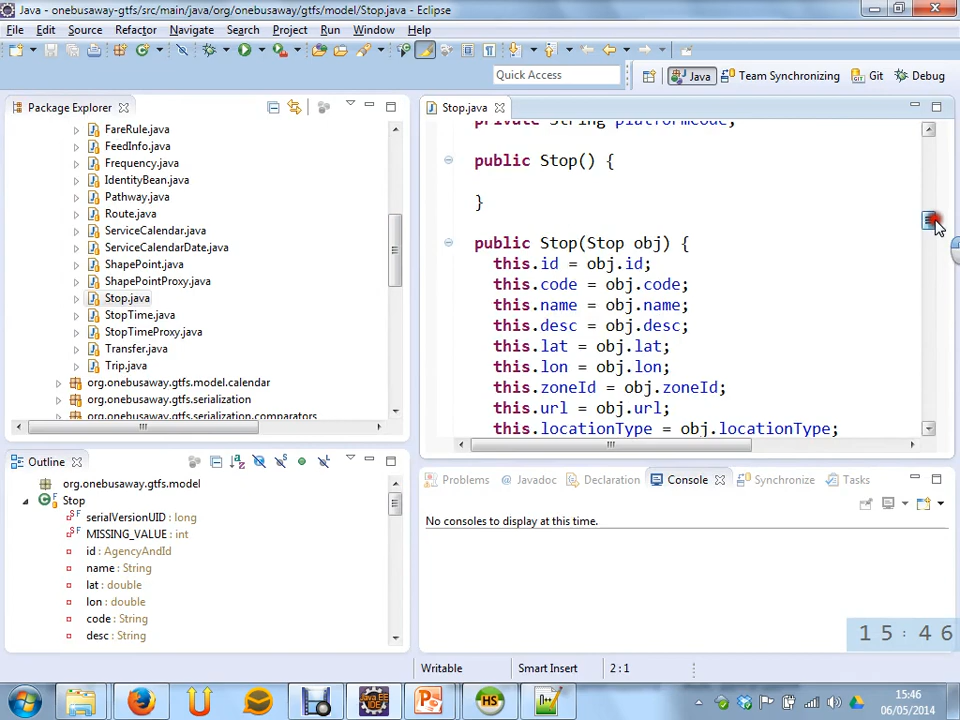 Java - onebusaway-gtfs/src/main/java/org/onebusaway/gtfs/model/Stop.java - Eclipse
File Edit Source Refactor Navigate Search Project Run Window Help
Quick Access
Java Team Synchronizing Git Debug
Package Explorer
FareRule.java
FeedInfo.java
Frequency.java
IdentityBean.java
Pathway.java
Route.java
ServiceCalendar.java
ServiceCalendarDate.java
ShapePoint.java
ShapePointProxy.java
Stop.java
StopTime.java
StopTimeProxy.java
Transfer.java
Trip.java
org.onebusaway.gtfs.model.calendar
org.onebusaway.gtfs.serialization
org.onebusaway.gtfs.serialization.comparators
Stop.java
private String platformCode;
public Stop() {
}
public Stop(Stop obj) {
this.id = obj.id;
this.code = obj.code;
this.name = obj.name;
this.desc = obj.desc;
this.lat = obj.lat;
this.lon = obj.lon;
this.zoneId = obj.zoneId;
this.url = obj.url;
this.locationType = obj.locationType;
Outline
org.onebusaway.gtfs.model
Stop
serialVersionUID : long
MISSING_VALUE : int
id : AgencyAndId
name : String
lat : double
lon : double
code : String
desc : String
Problems Javadoc Declaration Console Synchronize Tasks
No consoles to display at this time.
15:46
Writable Smart Insert 2 : 1
15:46
06/05/2014